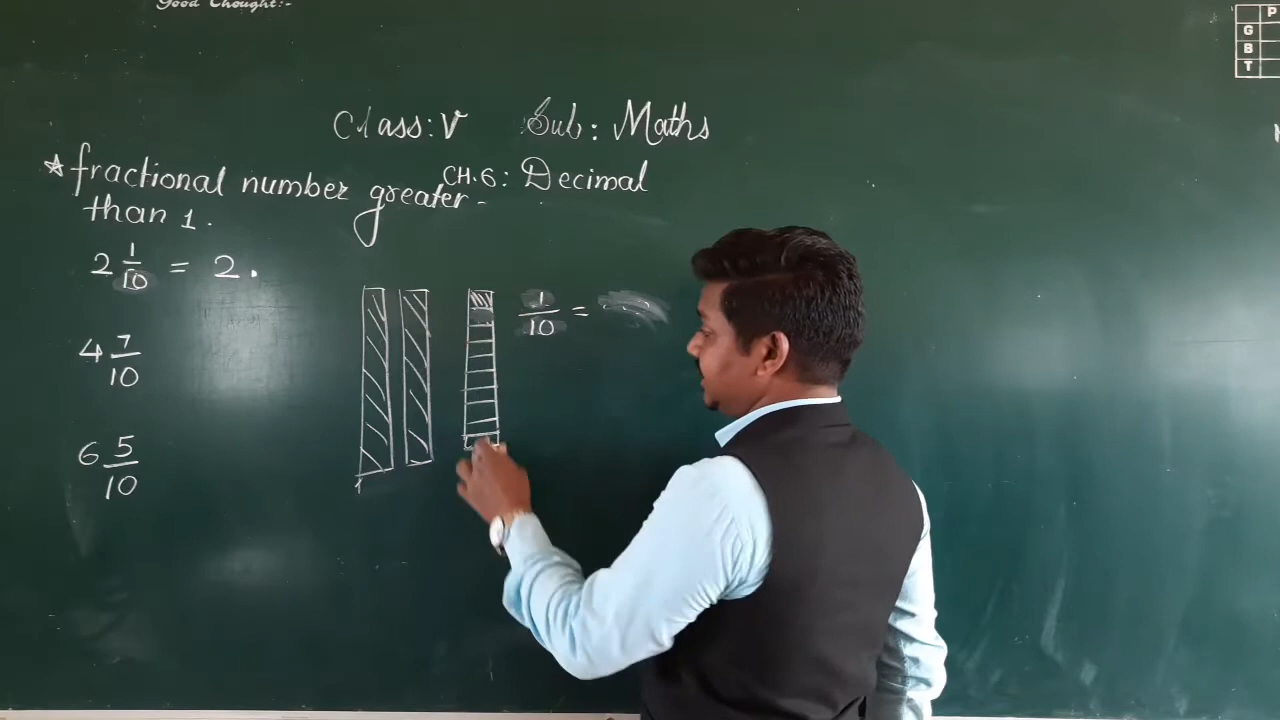 Good Thought:-
P
G
B
T
Class: V Sub: Maths
CH.6: Decimal
* fractional number greater-
than 1.
2 1/10 = 2.
1/10 =
4 7/10
6 5/10